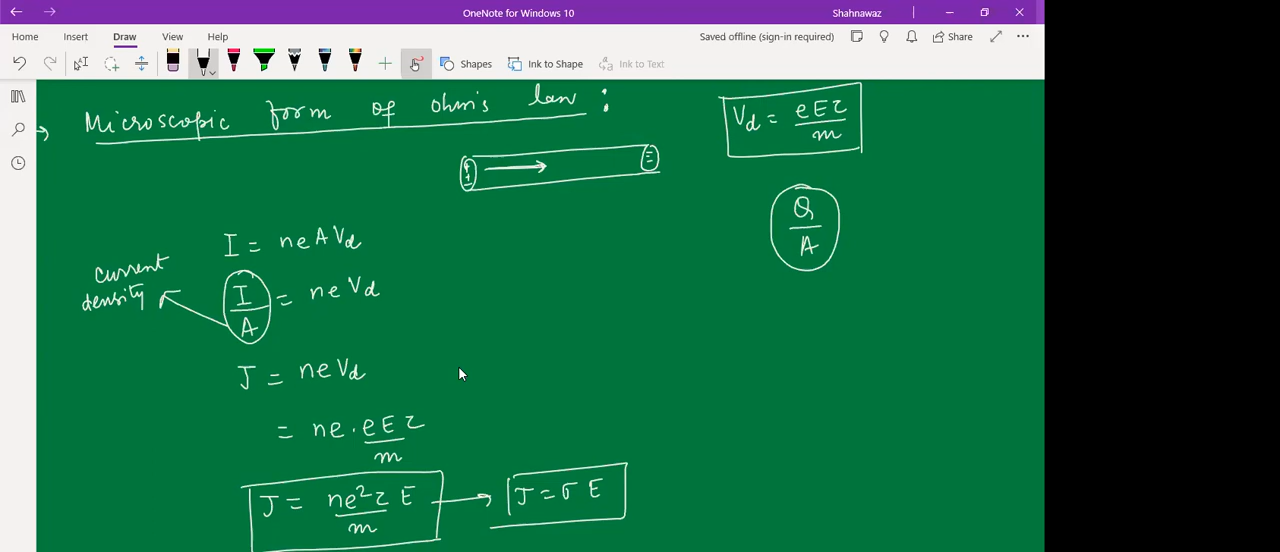 OneNote for Windows 10
Shahnawaz
Home Insert Draw View Help
Saved offline (sign-in required)
Share
Shapes
Ink to Shape
Ink to Text
Microscopic form of ohm's law :
Vd = eEτ/m
Q/A
I = neAVd
current
density
I/A = neVd
J = neVd
= ne · eEτ/m
J = ne²τ/m E → J = σE